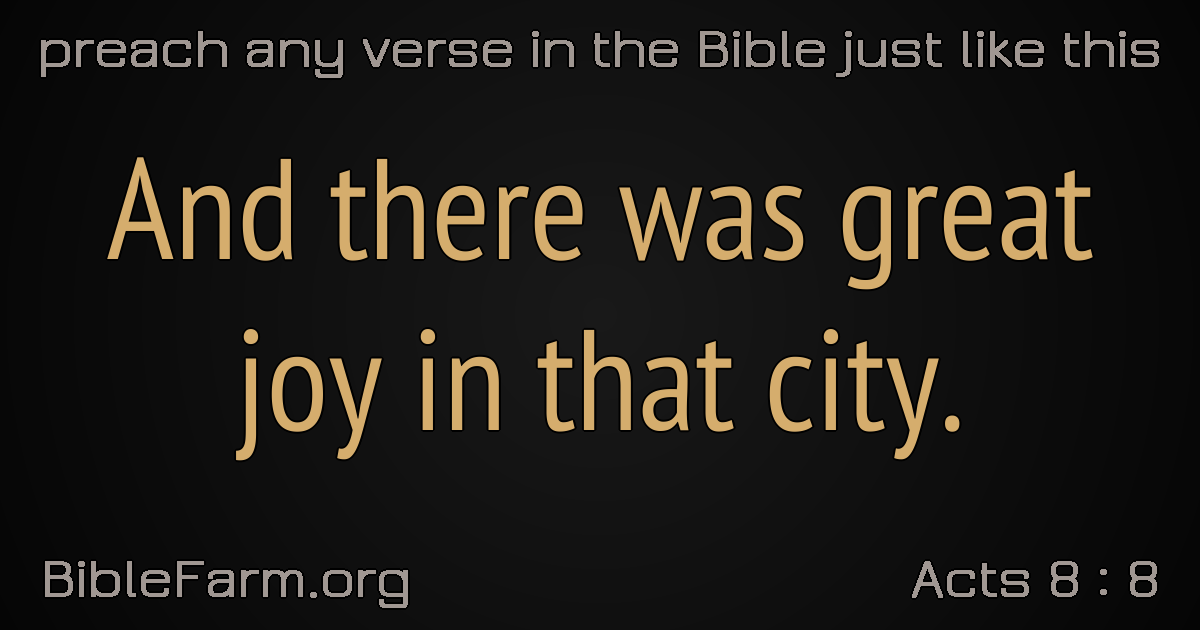 preach any verse in the Bible just like this
And there was great
joy in that city.
BibleFarm.org
Acts 8 : 8